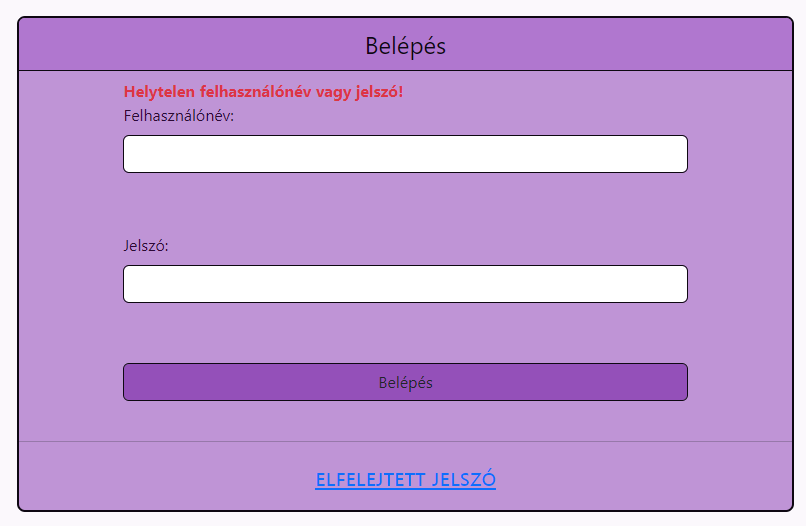 Belépés
Helytelen felhasználónév vagy jelszó!
Felhasználónév:
Jelszó:
Belépés
ELFELEJTETT JELSZÓ